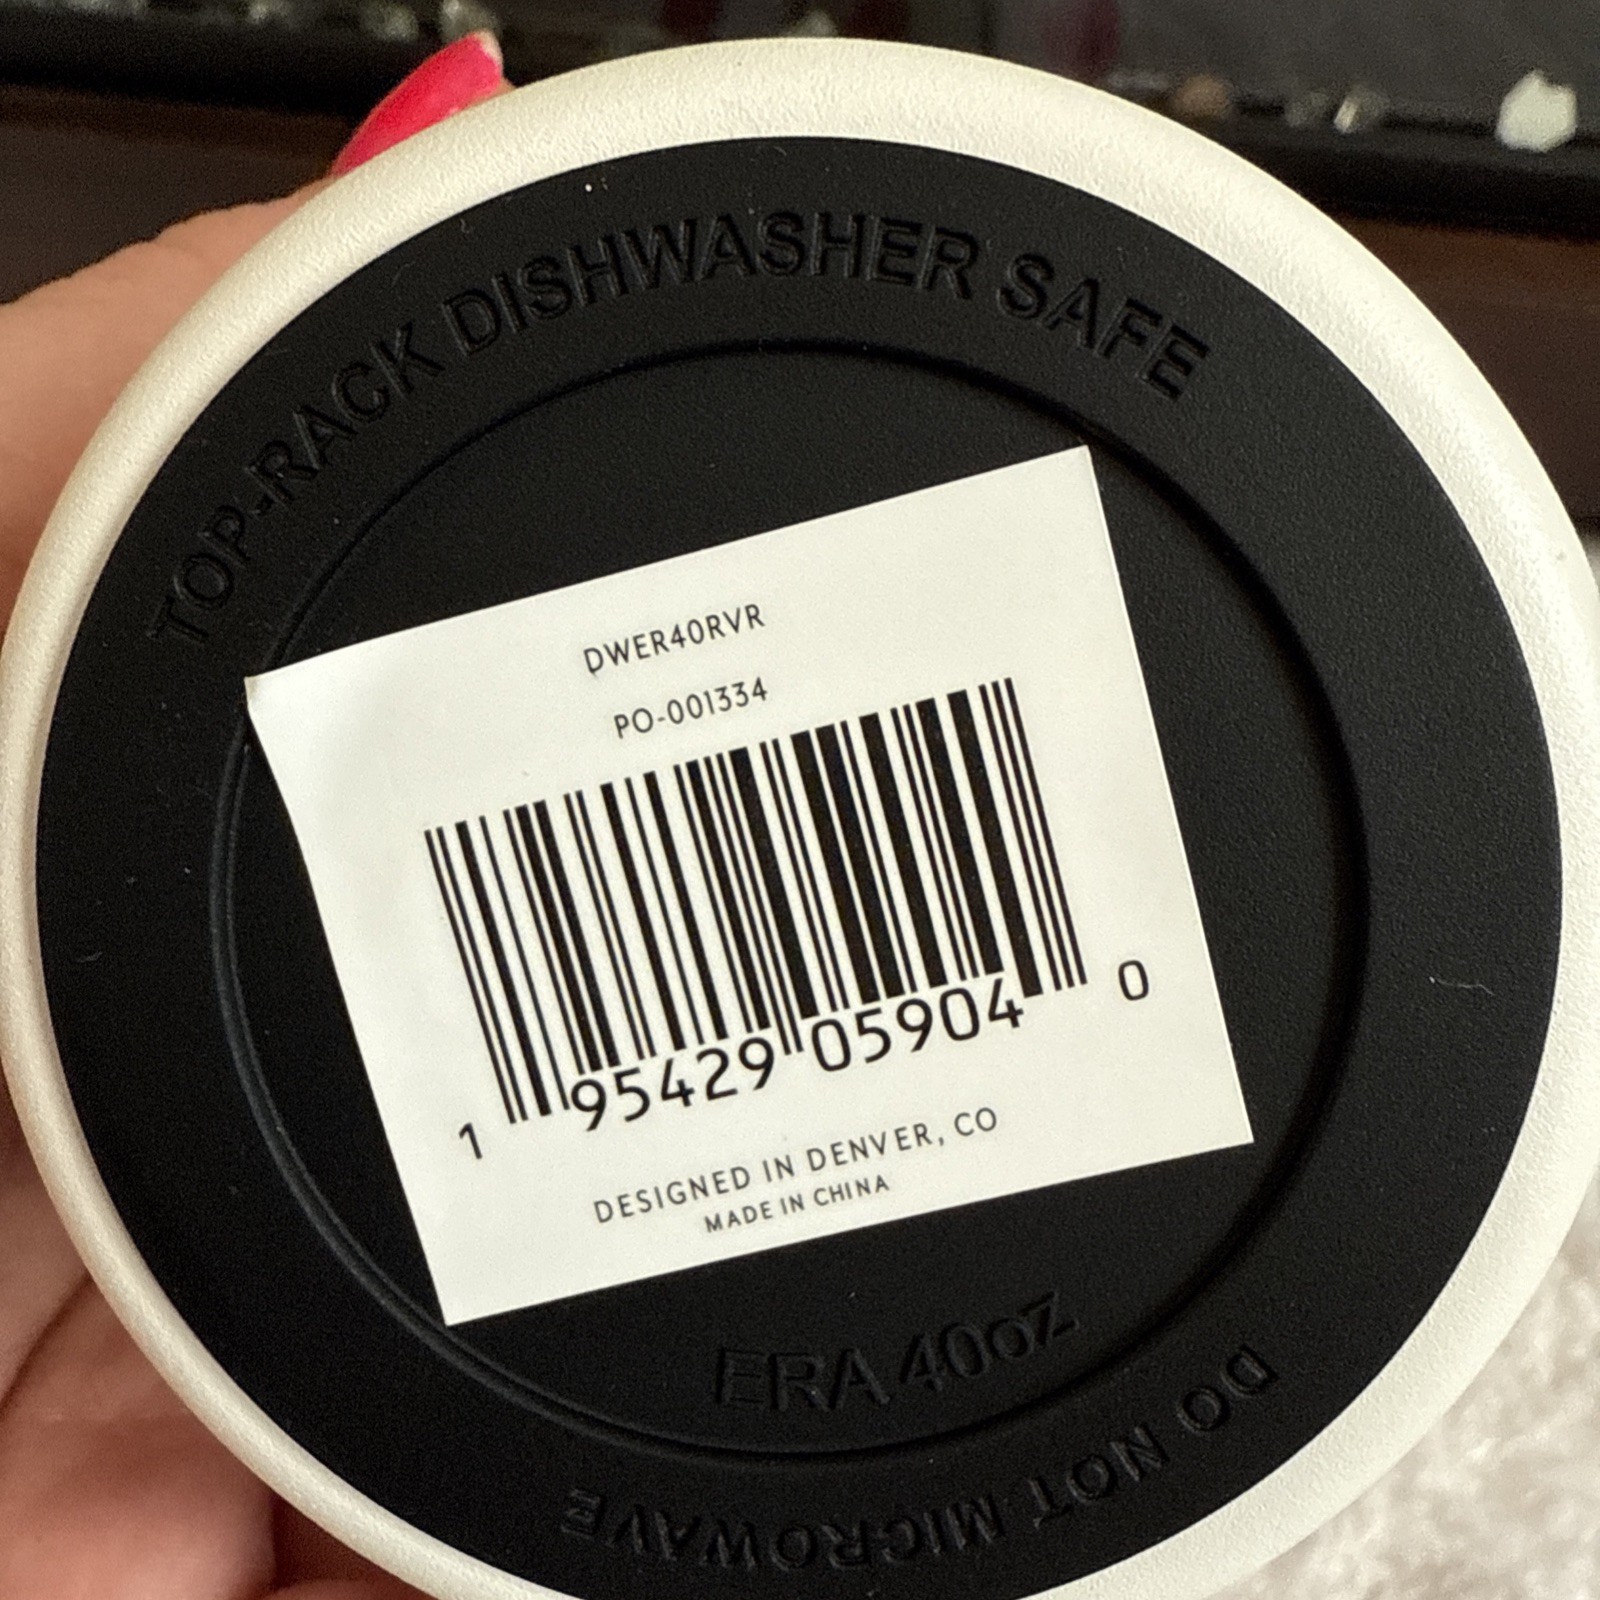 TOP-RACK DISHWASHER SAFE
DWER40RVR
PO-001334
1 95429 05904 0
DESIGNED IN DENVER, CO
MADE IN CHINA
ERA 40oz
DO NOT MICROWAVE